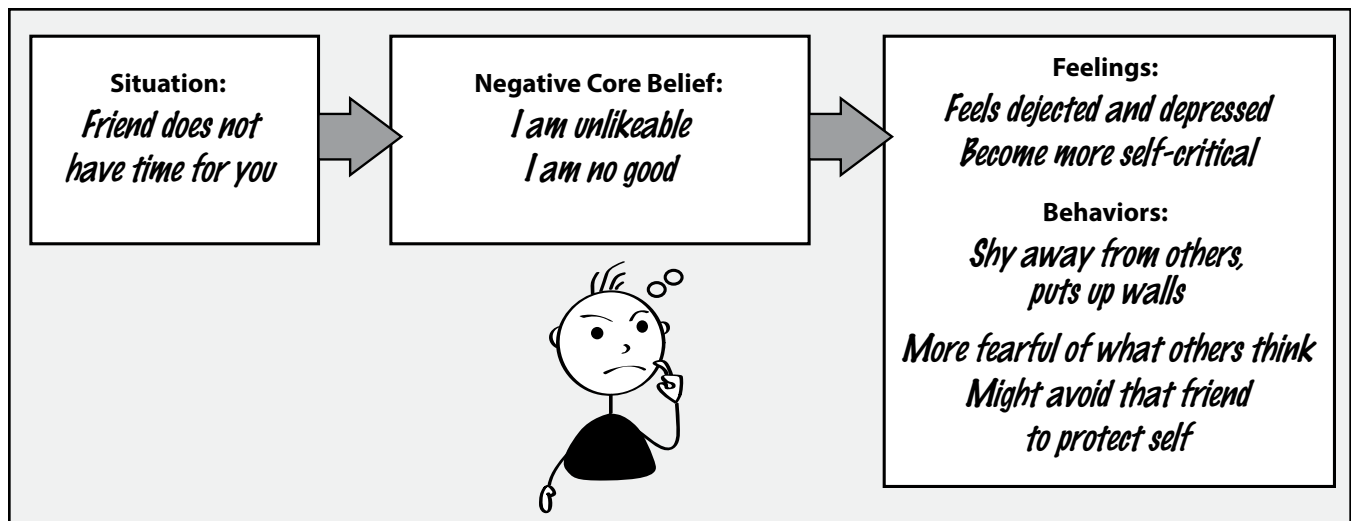 Situation:
Friend does not
have time for you
Negative Core Belief:
I am unlikeable
I am no good
Feelings:
Feels dejected and depressed
Become more self-critical
Behaviors:
Shy away from others,
puts up walls
More fearful of what others think
Might avoid that friend
to protect self